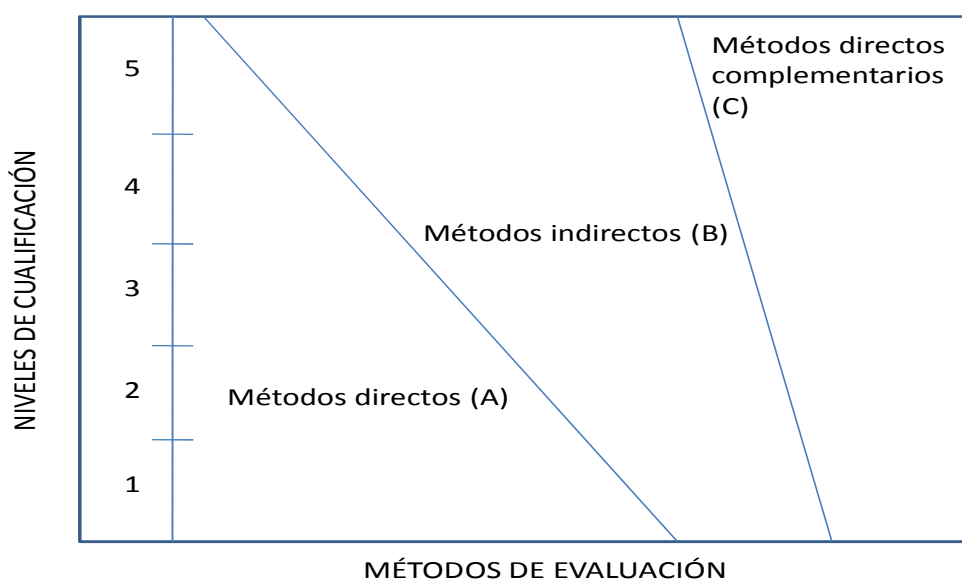 Métodos directos
complementarios
(C)
5
4
Métodos indirectos (B)
3
2
Métodos directos (A)
1
NIVELES DE CUALIFICACIÓN
MÉTODOS DE EVALUACIÓN